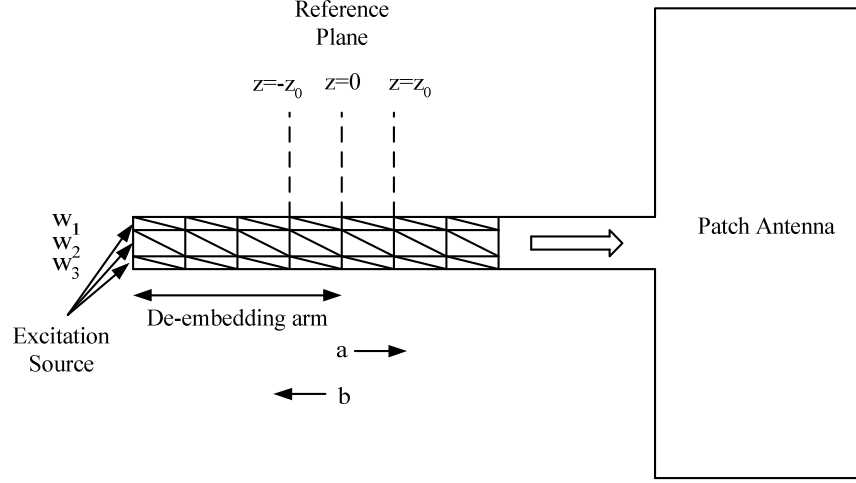 Reference
Plane
z=-z0 z=0 z=z0
w1
w2
w3
Patch Antenna
De-embedding arm
Excitation
Source
a
b